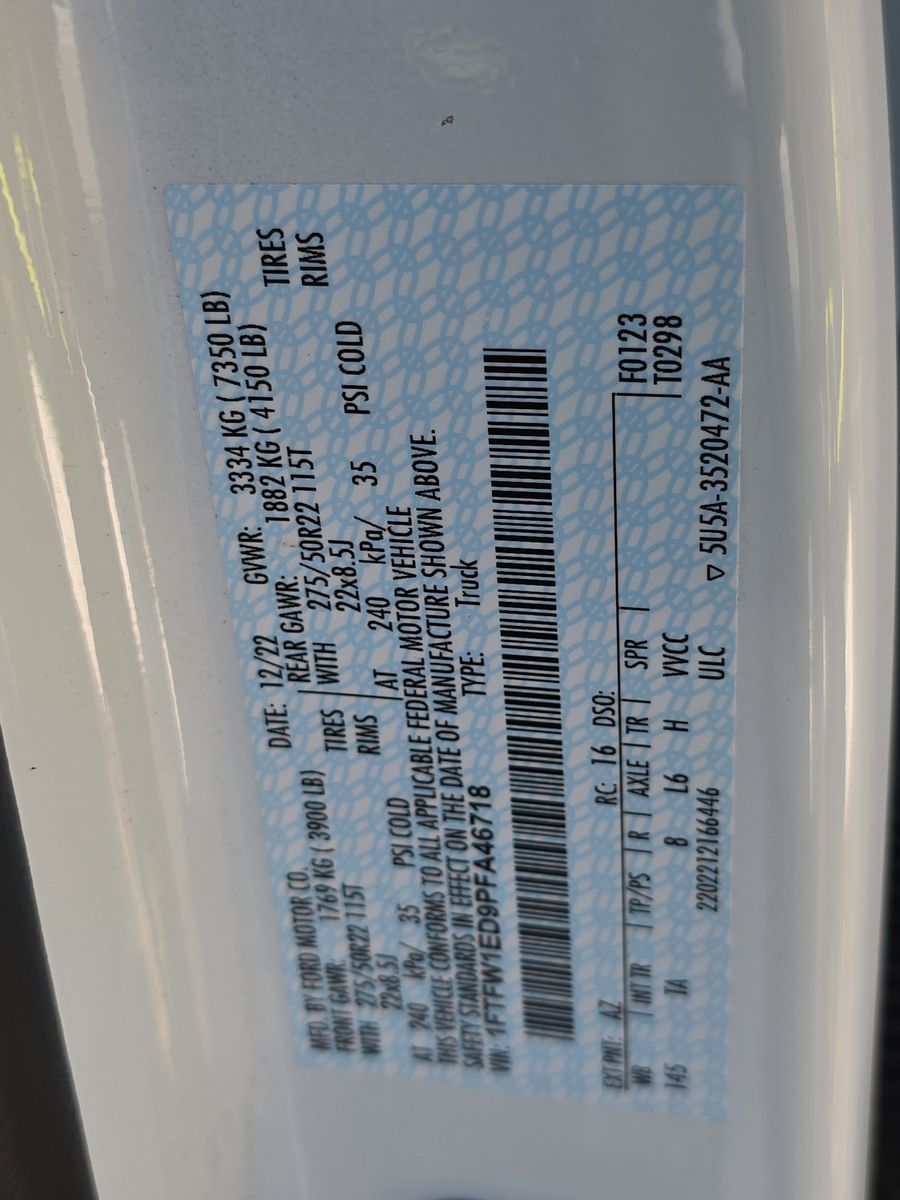 MFD. BY FORD MOTOR CO. DATE: 12/22 GVWR: 3334 KG ( 7350 LB)
FRONT GAWR: 1769 KG ( 3900 LB) REAR GAWR: 1882 KG ( 4150 LB)
WITH 275/50R22 115T TIRES WITH 275/50R22 115T TIRES
22x8.5J RIMS 22x8.5J RIMS
AT 240 kPa/ 35 PSI COLD AT 240 kPa/ 35 PSI COLD
THIS VEHICLE CONFORMS TO ALL APPLICABLE FEDERAL MOTOR VEHICLE
SAFETY STANDARDS IN EFFECT ON THE DATE OF MANUFACTURE SHOWN ABOVE.
VIN: 1FTFW1ED9PFA46718 TYPE: Truck
EXT PNT: AZ RC: 16 DSO: F0123
WB | INT TR | TP/PS | R | AXLE | TR | SPR | T0298
145 TA 8 L6 H VVCC
2202212166446 ULC ▽ 5U5A-3520472-AA